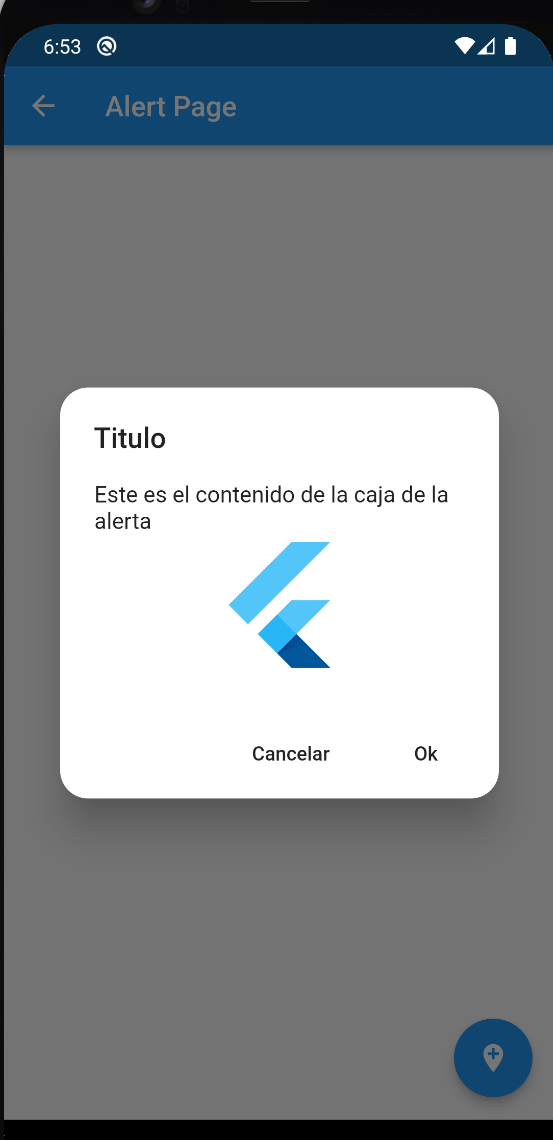 6:53
Alert Page
Titulo
Este es el contenido de la caja de la
alerta
Cancelar
Ok